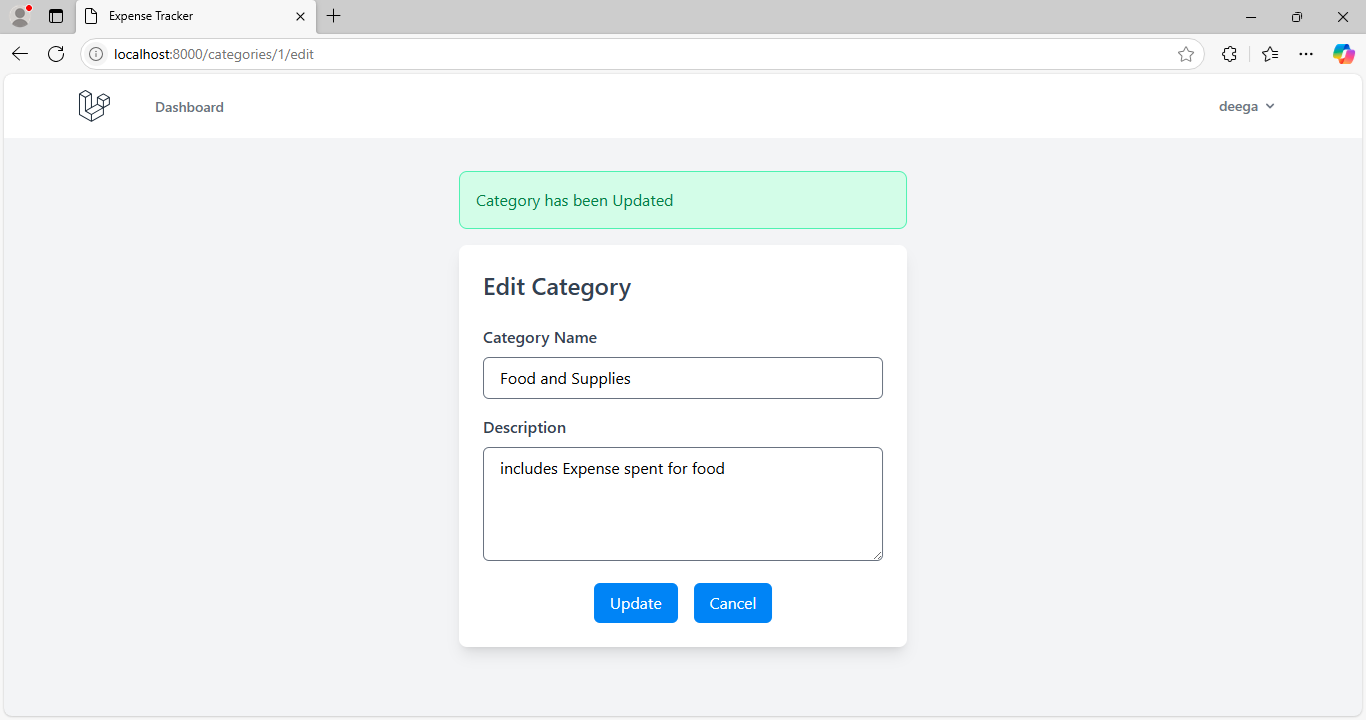 Expense Tracker
localhost:8000/categories/1/edit
Dashboard
deega
Category has been Updated
Edit Category
Category Name
Food and Supplies
Description
includes Expense spent for food
Update Cancel